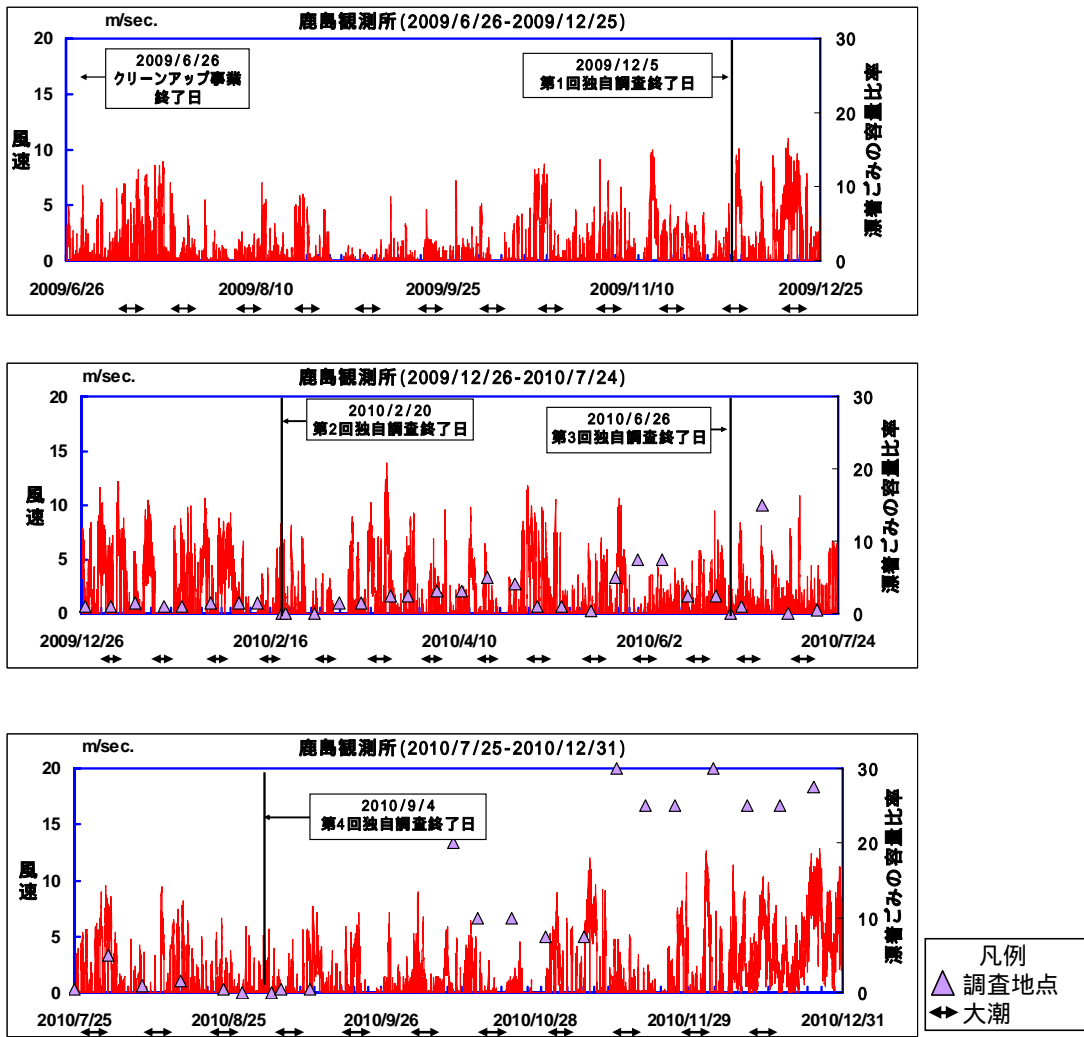 m/sec.
鹿島観測所(2009/6/26-2009/12/25)
20
15
10
5
0
30
20
10
0
2009/6/26
クリーンアップ事業
終了日
2009/12/5
第1回独自調査終了日
風速
漂着ごみの容量比率
2009/6/26
2009/8/10
2009/9/25
2009/11/10
2009/12/25
m/sec.
鹿島観測所(2009/12/26-2010/7/24)
20
15
10
5
0
30
20
10
0
2010/2/20
第2回独自調査終了日
2010/6/26
第3回独自調査終了日
風速
漂着ごみの容量比率
2009/12/26
2010/2/16
2010/4/10
2010/6/2
2010/7/24
m/sec.
鹿島観測所(2010/7/25-2010/12/31)
20
15
10
5
0
30
20
10
0
2010/9/4
第4回独自調査終了日
風速
漂着ごみの容量比率
2010/7/25
2010/8/25
2010/9/26
2010/10/28
2010/11/29
2010/12/31
凡例
調査地点
大潮